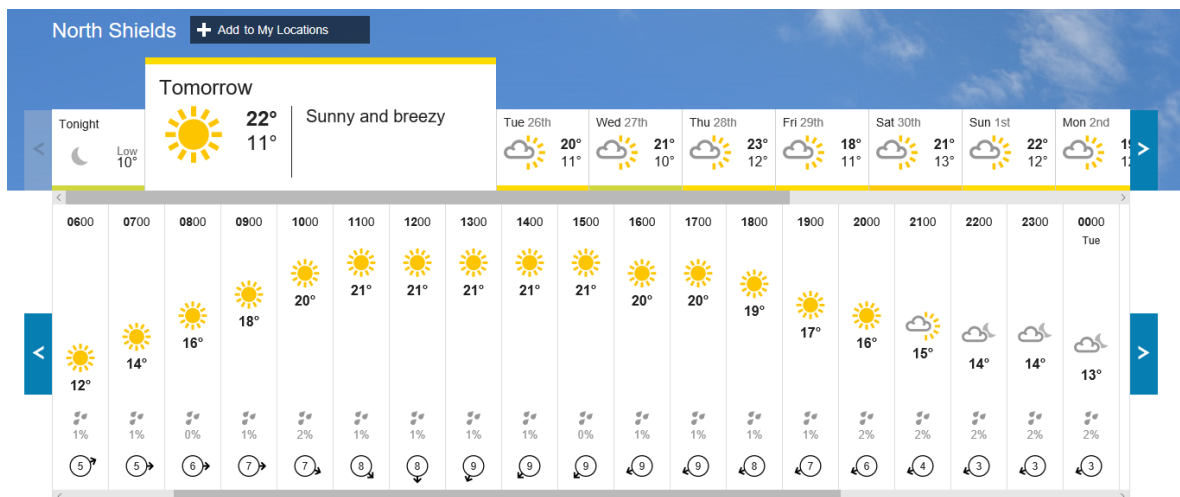 North Shields + Add to My Locations
Tomorrow
22° Sunny and breezy
11°
Tonight
Low
10°
Tue 26th
20°
11°
Wed 27th
21°
10°
Thu 28th
23°
12°
Fri 29th
18°
11°
Sat 30th
21°
13°
Sun 1st
22°
12°
Mon 2nd
0600 0700 0800 0900 1000 1100 1200 1300 1400 1500 1600 1700 1800 1900 2000 2100 2200 2300 0000
Tue
12° 14° 16° 18° 20° 21° 21° 21° 21° 21° 20° 20° 19° 17° 16° 15° 14° 14° 13°
1% 1% 0% 1% 2% 1% 1% 1% 1% 0% 1% 1% 1% 1% 2% 2% 2% 2% 2%
5 5 6 7 7 8 8 9 9 9 9 9 8 7 6 4 3 3 3